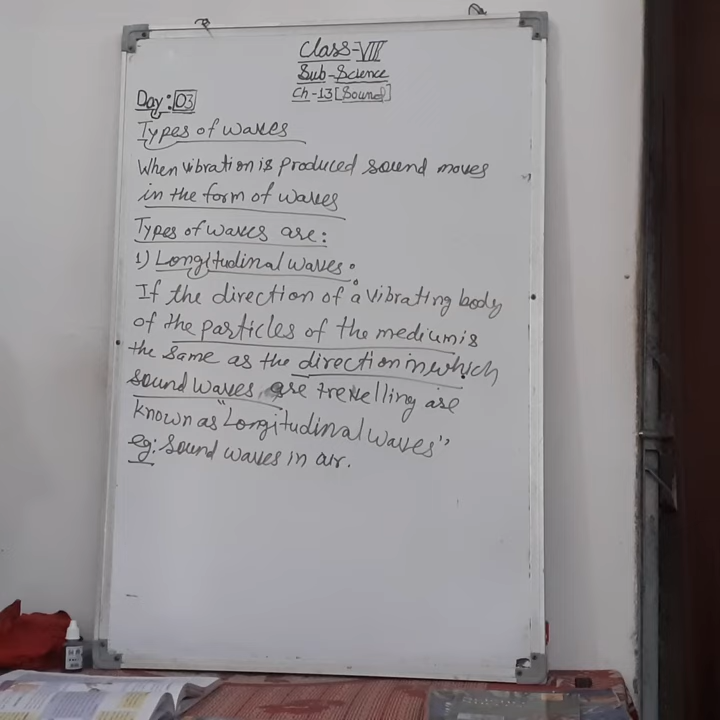 Class-VIII
Sub-Science
Ch-13[Sound]
Day:03
Types of waves
When vibration is produced sound moves
in the form of waves
Types of waves are:
1) Longitudinal waves:
If the direction of a vibrating body
of the particles of the medium is
the same as the direction in which
sound waves are trevelling are
known as "Longitudinal waves"
eg: Sound waves in air.